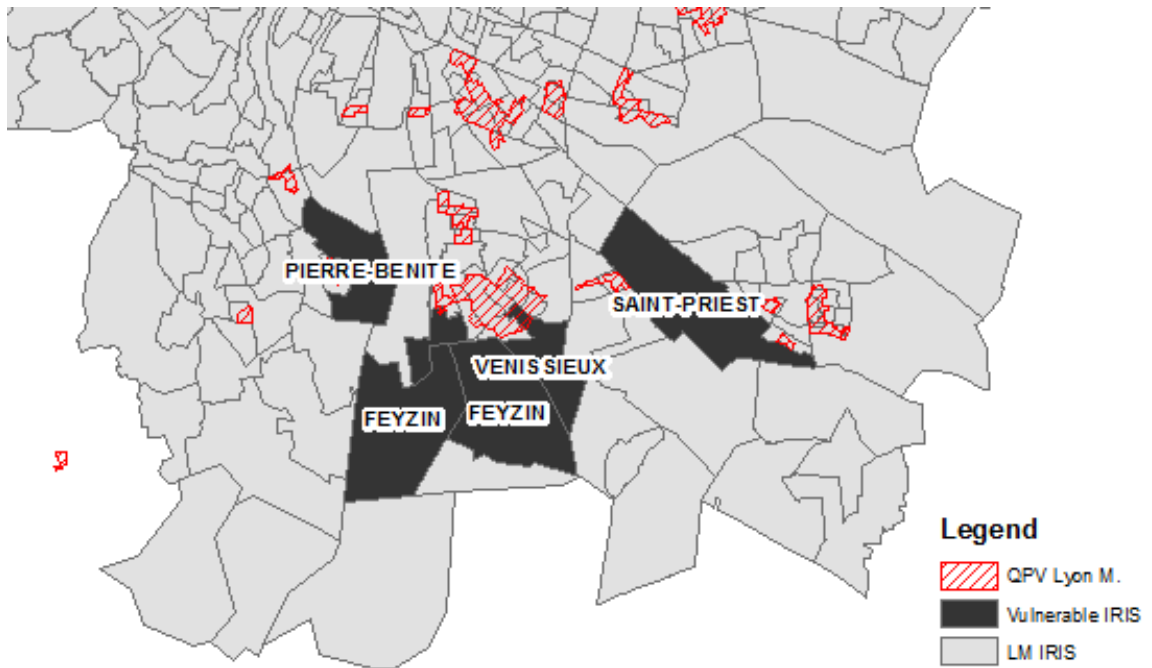 PIERRE-BENITE
SAINT-PRIEST
VENISSIEUX
FEYZIN
FEYZIN
Legend
QPV Lyon M.
Vulnerable IRIS
LM IRIS